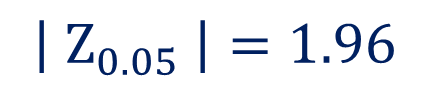 | Z₀.₀₅ | = 1.96